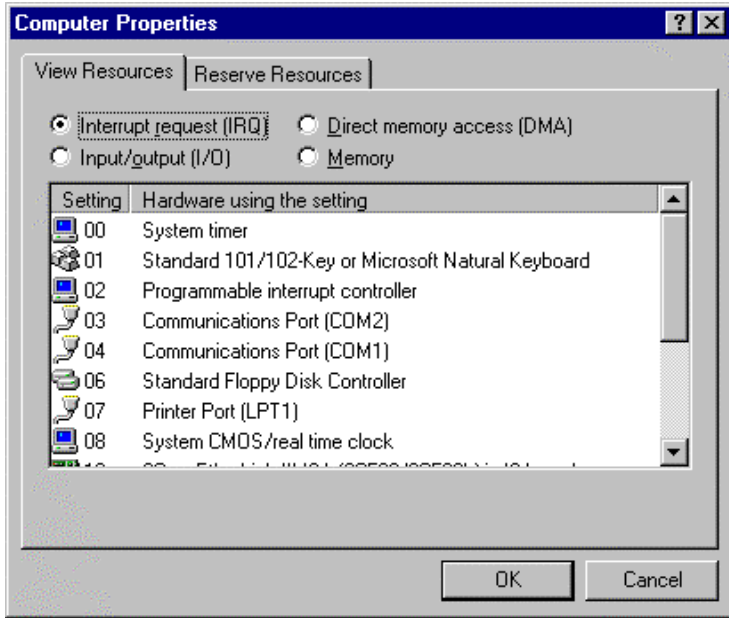 Computer Properties
View Resources Reserve Resources
Interrupt request (IRQ) Direct memory access (DMA)
Input/output (I/O) Memory
Setting Hardware using the setting
00 System timer
01 Standard 101/102-Key or Microsoft Natural Keyboard
02 Programmable interrupt controller
03 Communications Port (COM2)
04 Communications Port (COM1)
06 Standard Floppy Disk Controller
07 Printer Port (LPT1)
08 System CMOS/real time clock
OK Cancel